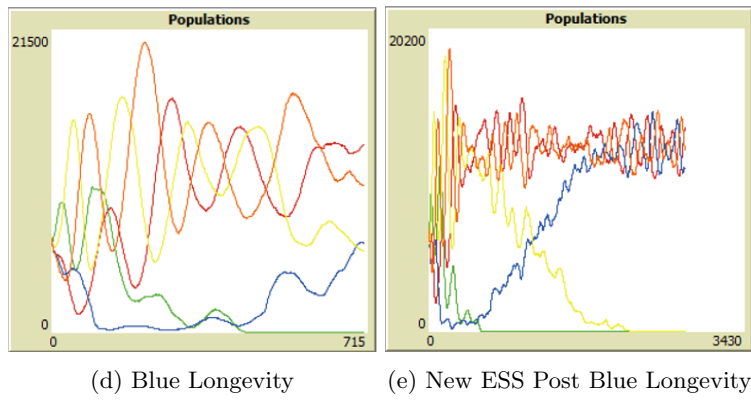 Populations
21500
0
0
715
(d) Blue Longevity
Populations
20200
0
0
3430
(e) New ESS Post Blue Longevity